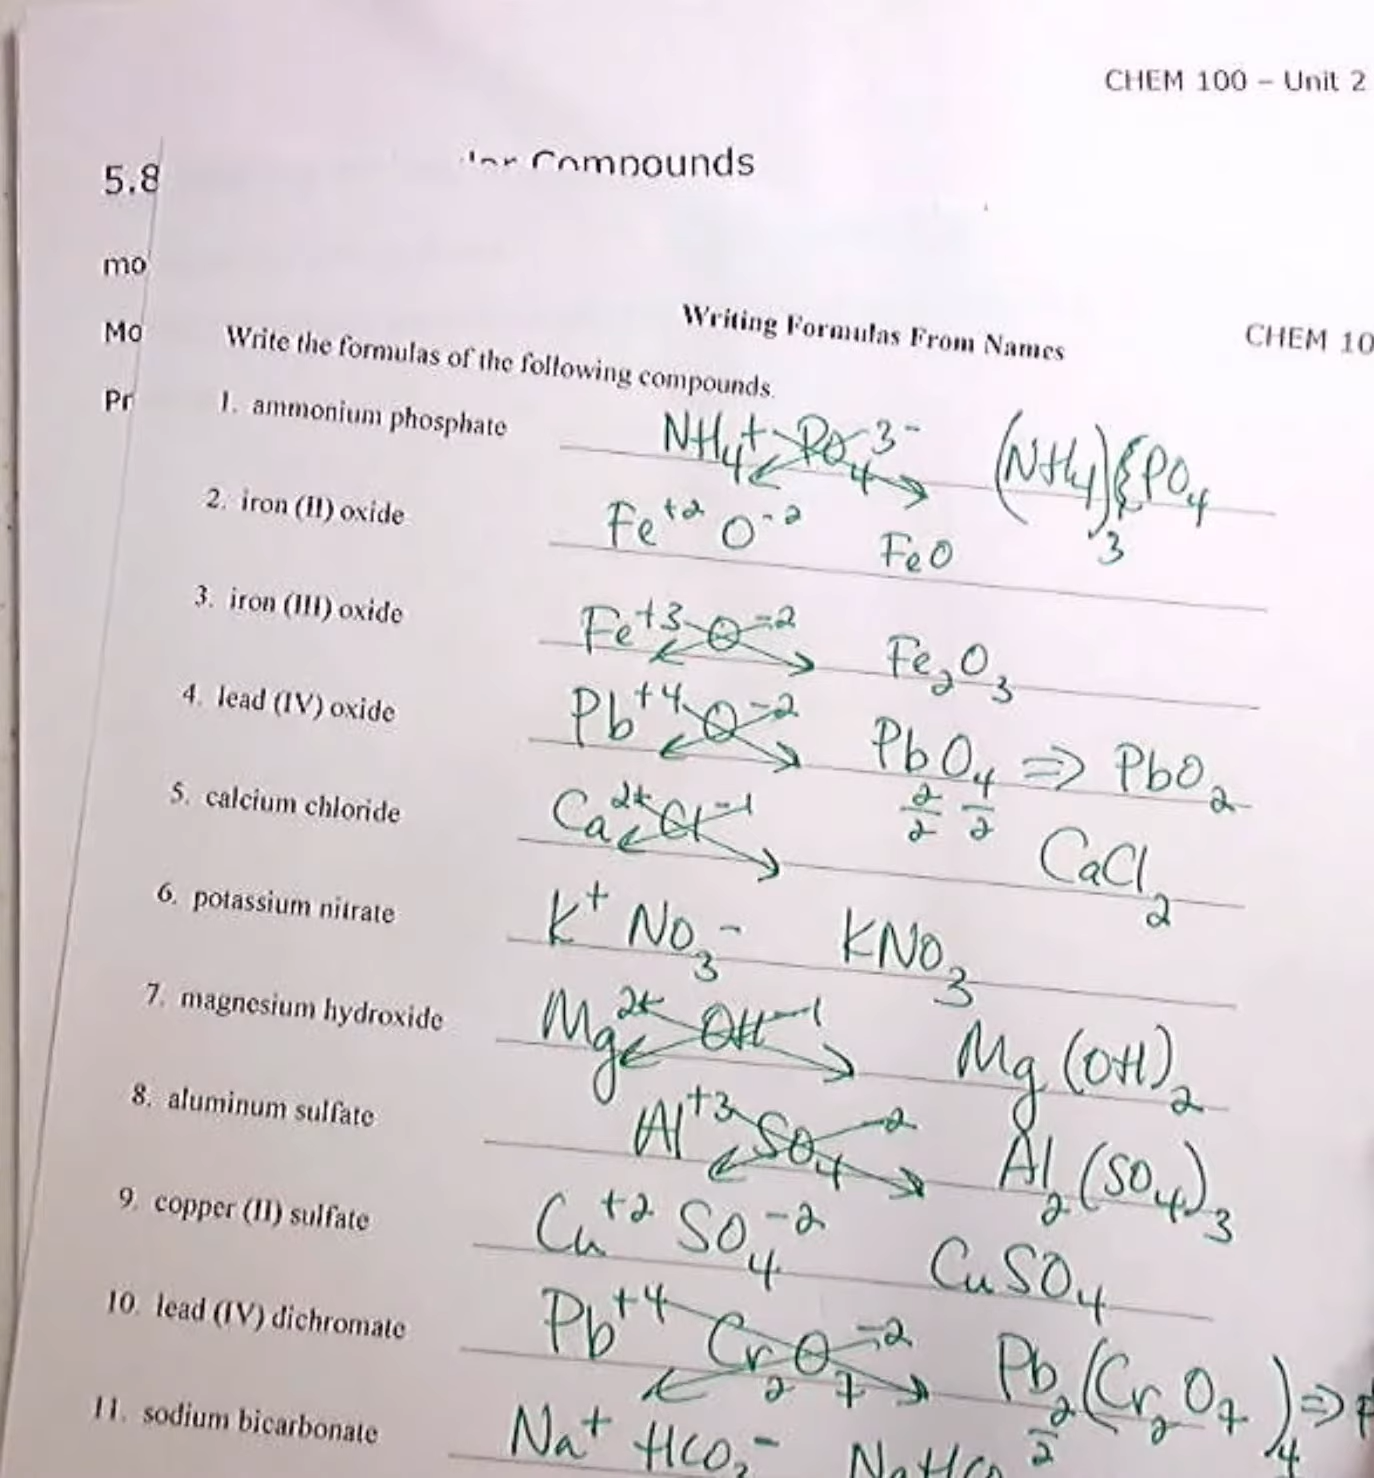 CHEM 100 – Unit 2
5.8 Compounds
mo
Writing Formulas From Names
CHEM 10
Mo
Write the formulas of the following compounds.
Pr
1. ammonium phosphate NH₄⁺ PO₄³⁻ (NH₄)₃PO₄
2. iron (II) oxide Fe⁺² O⁻² FeO
3. iron (III) oxide Fe⁺³ O⁻² Fe₂O₃
4. lead (IV) oxide Pb⁺⁴ O⁻² PbO₄ ⇒ PbO₂
2/2 /2
5. calcium chloride Ca²⁺ Cl⁻¹ CaCl₂
6. potassium nitrate K⁺ NO₃⁻ KNO₃
7. magnesium hydroxide Mg²⁺ OH⁻¹ Mg(OH)₂
8. aluminum sulfate Al⁺³ SO₄⁻² Al₂(SO₄)₃
9. copper (II) sulfate Cu⁺² SO₄⁻² CuSO₄
10. lead (IV) dichromate Pb⁺⁴ Cr₂O₇⁻² Pb₂(Cr₂O₇)₄ ⇒
2
11. sodium bicarbonate Na⁺ HCO₃⁻